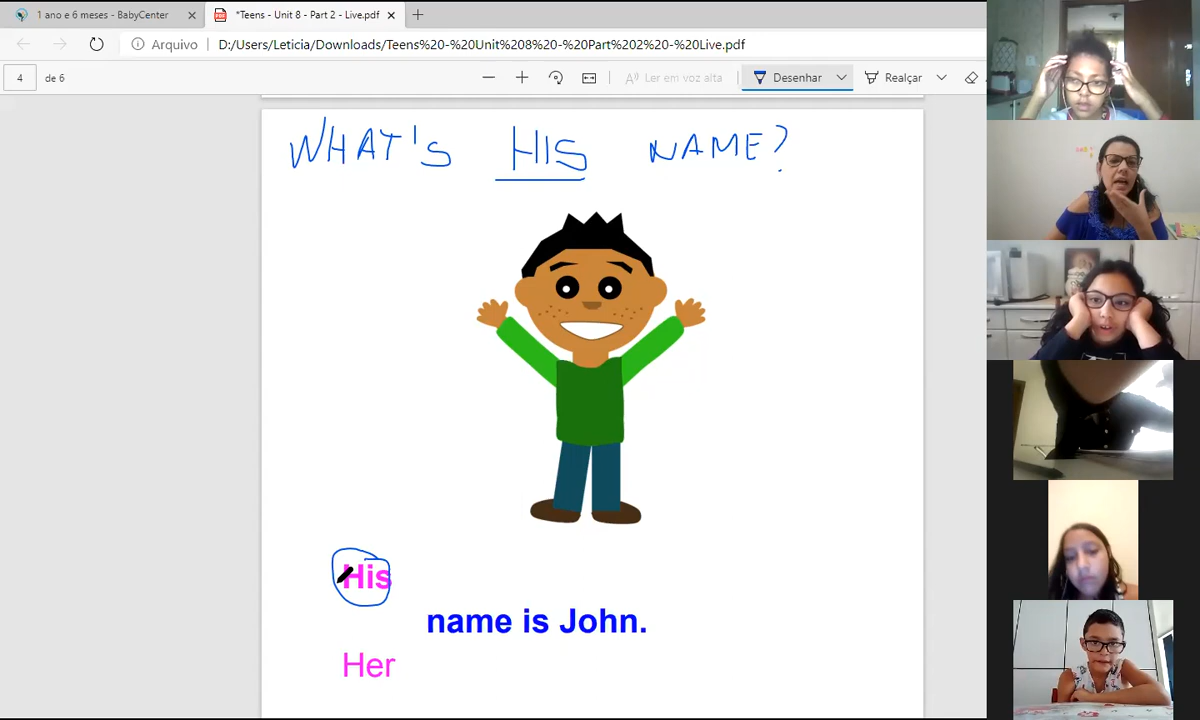 1 ano e 6 meses - BabyCenter
*Teens - Unit 8 - Part 2 - Live.pdf
Arquivo D:/Users/Leticia/Downloads/Teens%20-%20Unit%208%20-%20Part%202%20-%20Live.pdf
4 de 6 Ler em voz alta Desenhar Realçar
WHAT'S HIS NAME?
His
name is John.
Her